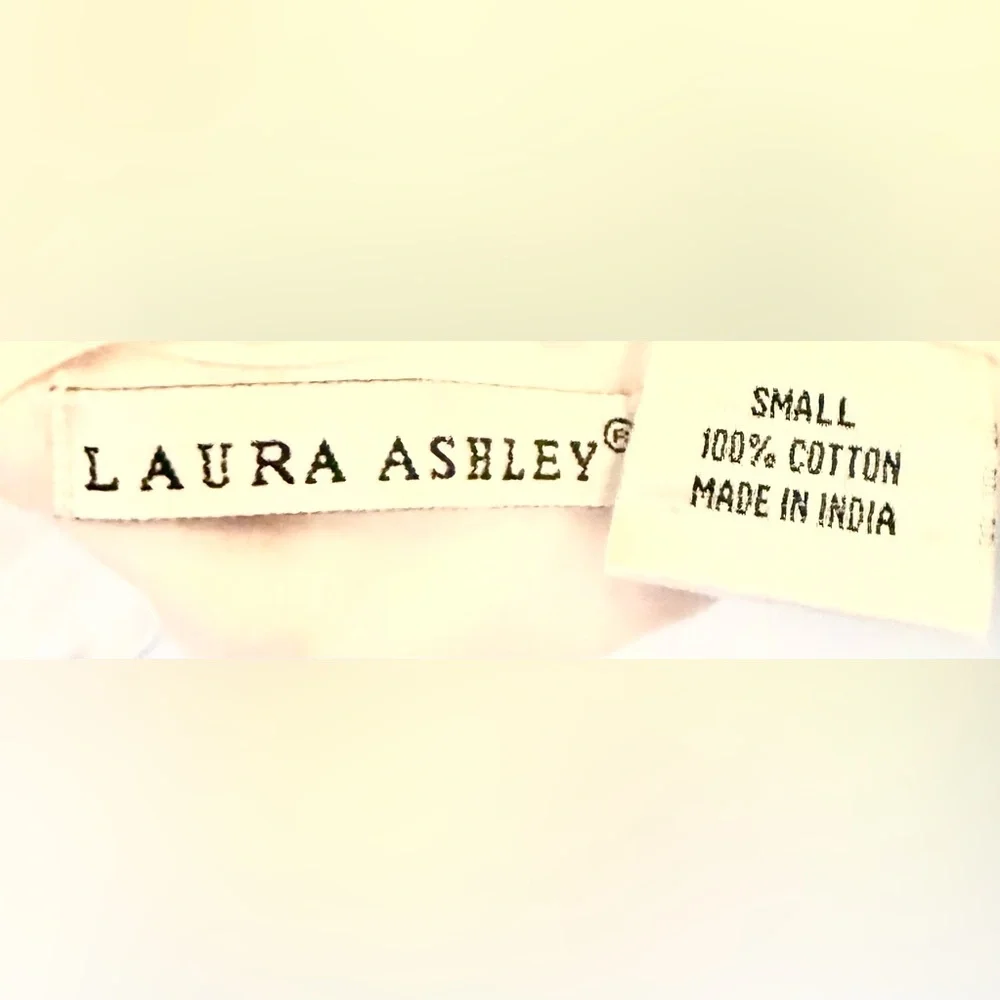 LAURA ASHLEY®
SMALL
100% COTTON
MADE IN INDIA